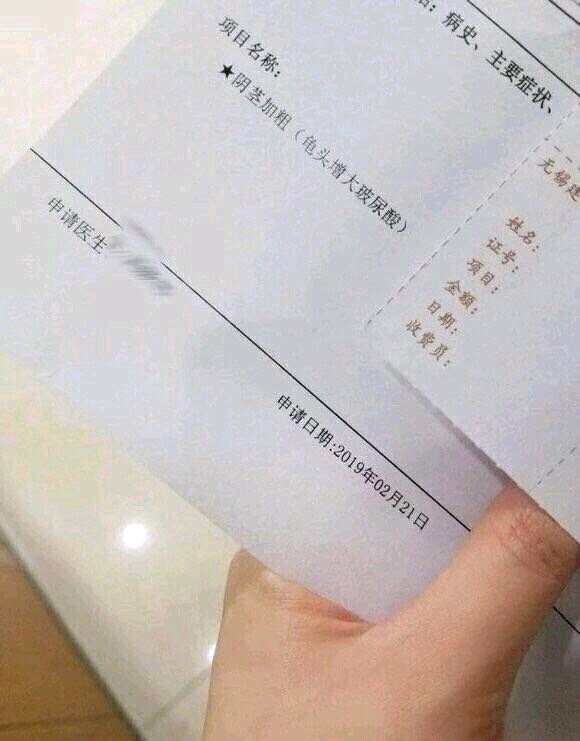 病史、主要症状、
项目名称:
★阴茎加粗（龟头增大玻尿酸）
申请医生
申请日期:2019年02月21日
无锡建
姓名:
证号:
项目:
金额:
日期:
收费员: